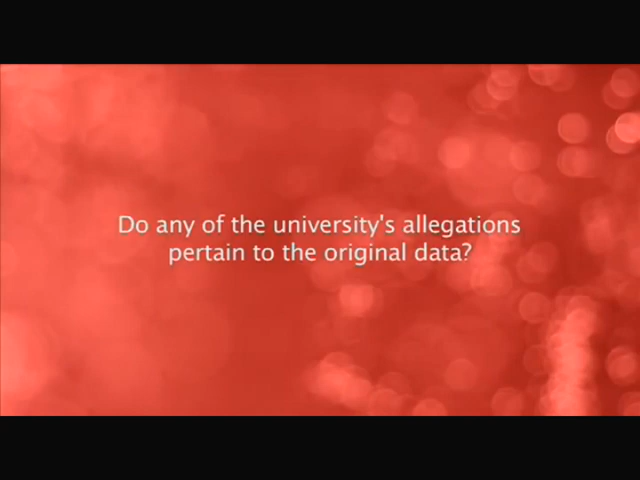 Do any of the university's allegations
pertain to the original data?